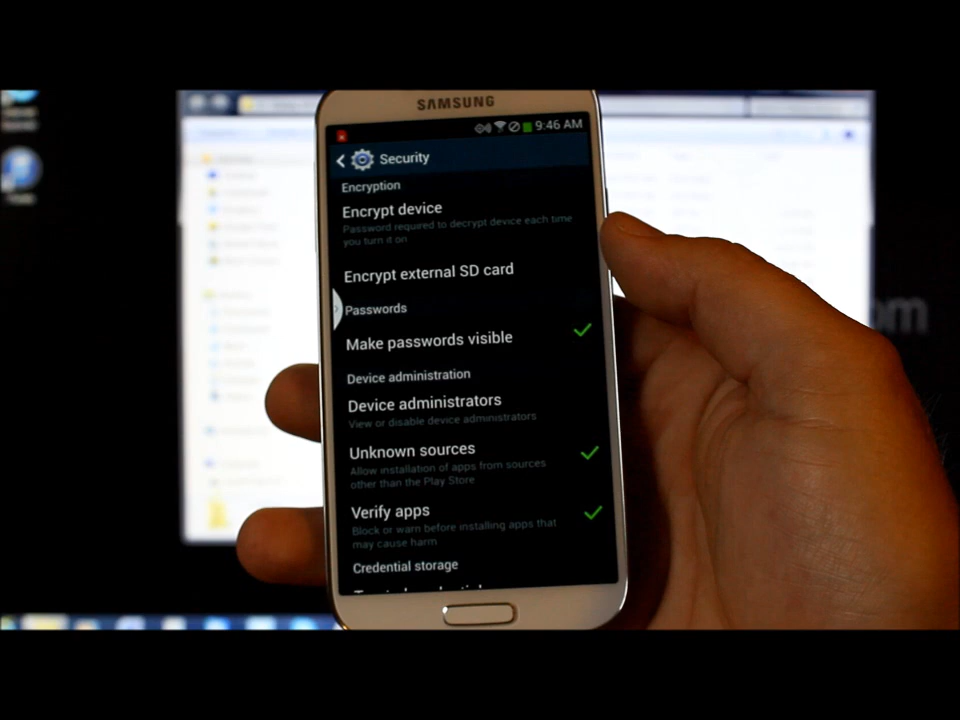 SAMSUNG
9:46 AM
Security
Encryption
Encrypt device
Password required to decrypt device each time
you turn it on
Encrypt external SD card
Passwords
Make passwords visible
Device administration
Device administrators
View or disable device administrators
Unknown sources
Allow installation of apps from sources
other than the Play Store
Verify apps
Block or warn before installing apps that
may cause harm
Credential storage
om